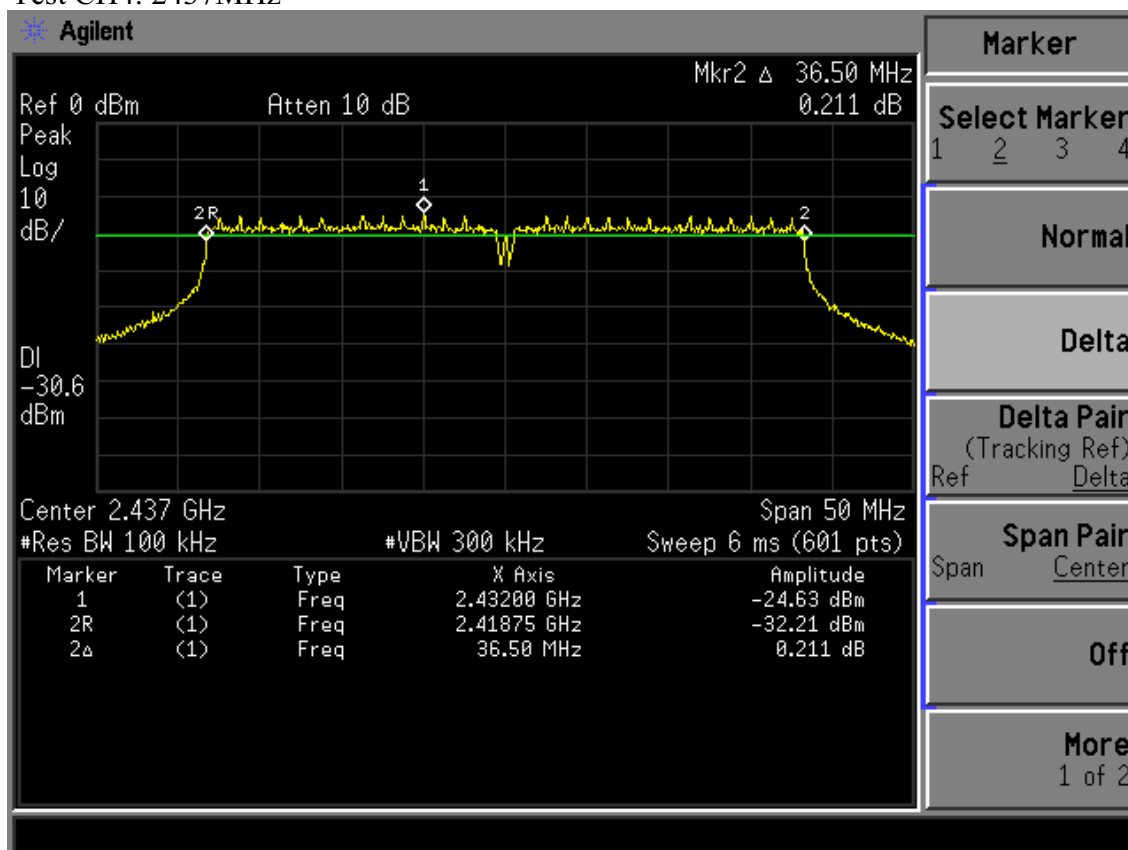 Test CH4: 2437MHz
Agilent
Marker
Mkr2 Δ 36.50 MHz
Ref 0 dBm Atten 10 dB 0.211 dB
Peak
Log
10
dB/
1
2R
2
DI
-30.6
dBm
Center 2.437 GHz Span 50 MHz
#Res BW 100 kHz #VBW 300 kHz Sweep 6 ms (601 pts)
Marker Trace Type X Axis Amplitude
1 (1) Freq 2.43200 GHz -24.63 dBm
2R (1) Freq 2.41875 GHz -32.21 dBm
2Δ (1) Freq 36.50 MHz 0.211 dB
Select Marker
1 2 3 4
Normal
Delta
Delta Pair
(Tracking Ref)
Ref Delta
Span Pair
Span Center
Off
More
1 of 2